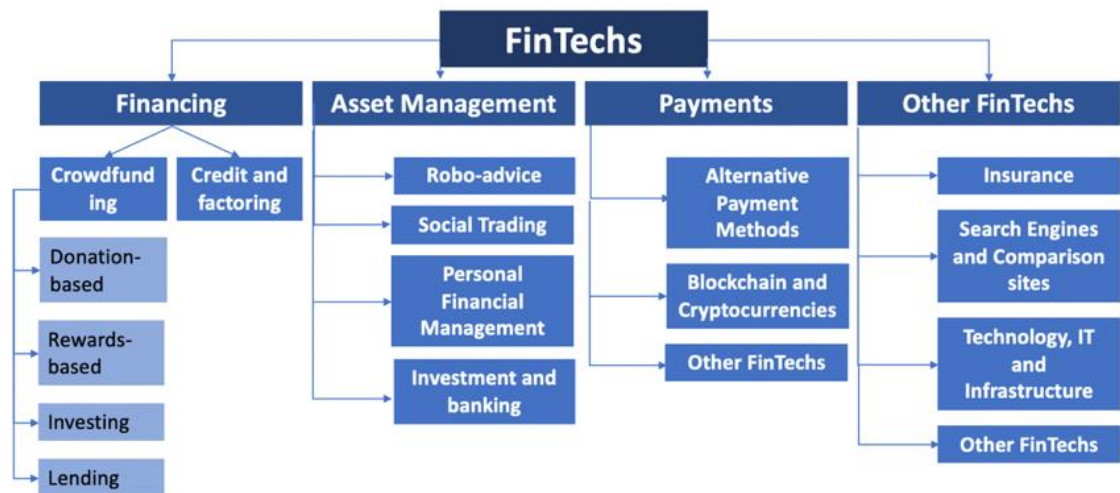 FinTechs
Financing
Asset Management
Payments
Other FinTechs
Crowdfund
ing
Credit and
factoring
Donation-
based
Rewards-
based
Investing
Lending
Robo-advice
Social Trading
Personal
Financial
Management
Investment and
banking
Alternative
Payment
Methods
Blockchain and
Cryptocurrencies
Other FinTechs
Insurance
Search Engines
and Comparison
sites
Technology, IT
and
Infrastructure
Other FinTechs